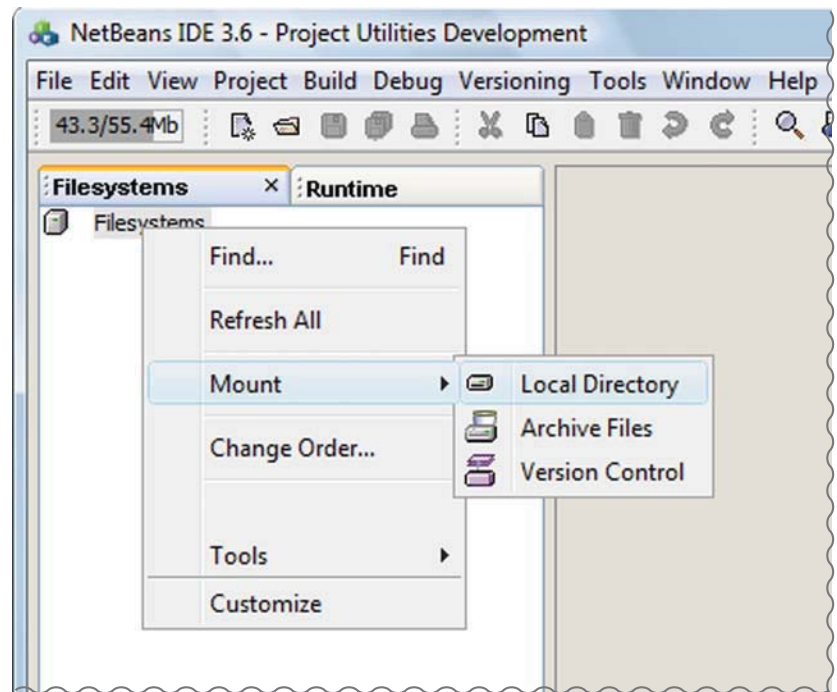 NetBeans IDE 3.6 - Project Utilities Development
File Edit View Project Build Debug Versioning Tools Window Help
43.3/55.4Mb
Filesystems × Runtime
Filesystems
Find... Find
Refresh All
Mount
Local Directory
Archive Files
Change Order...
Version Control
Tools
Customize